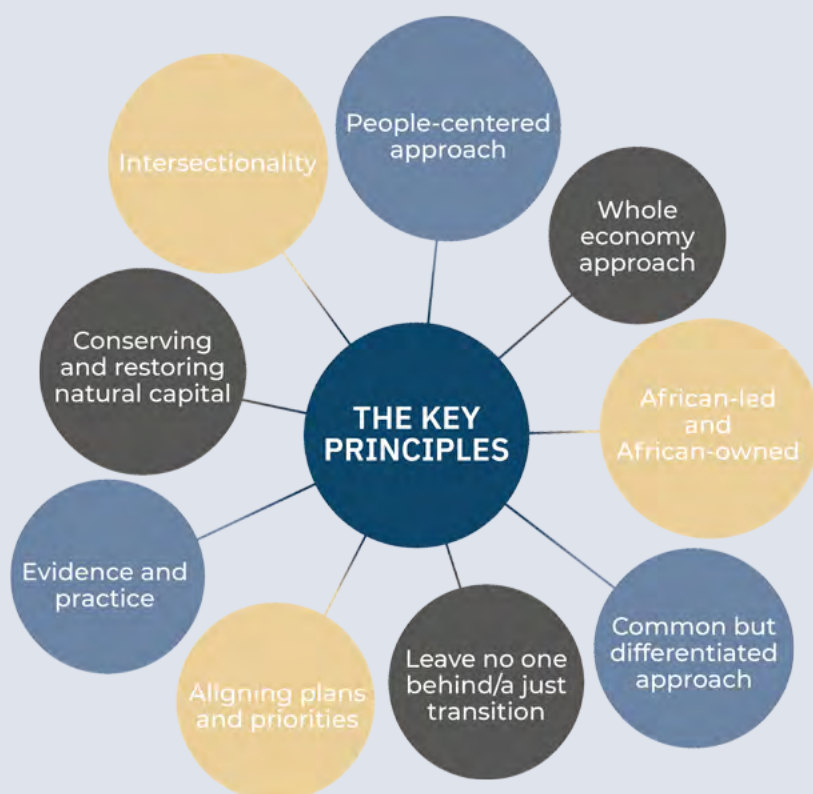 THE KEY
PRINCIPLES
People-centered
approach
Whole
economy
approach
African-led
and
African-owned
Common but
differentiated
approach
Leave no one
behind/a just
transition
Aligning plans
and priorities
Evidence and
practice
Conserving
and restoring
natural capital
Intersectionality